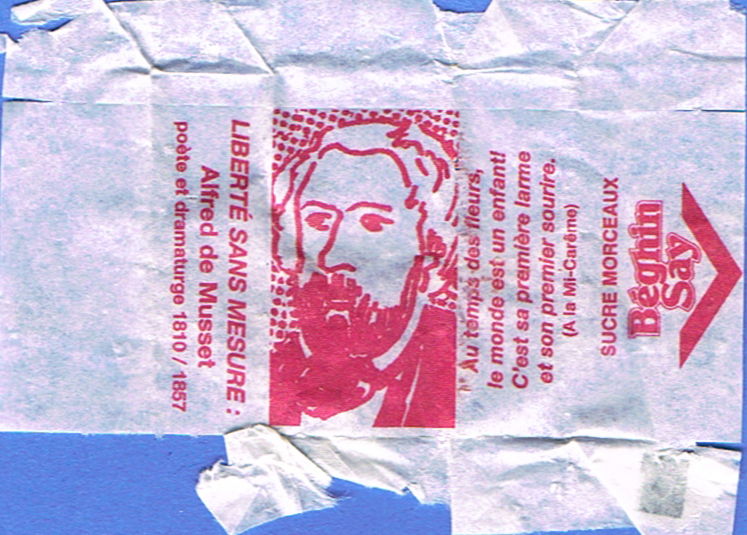 LIBERTÉ SANS MESURE :
Alfred de Musset
poète et dramaturge 1810 / 1857
Au temps des fleurs,
le monde est un enfant!
C'est sa première larme
et son premier sourire.
(A la Mi-Carême)
SUCRE MORCEAUX
Béghin
Say